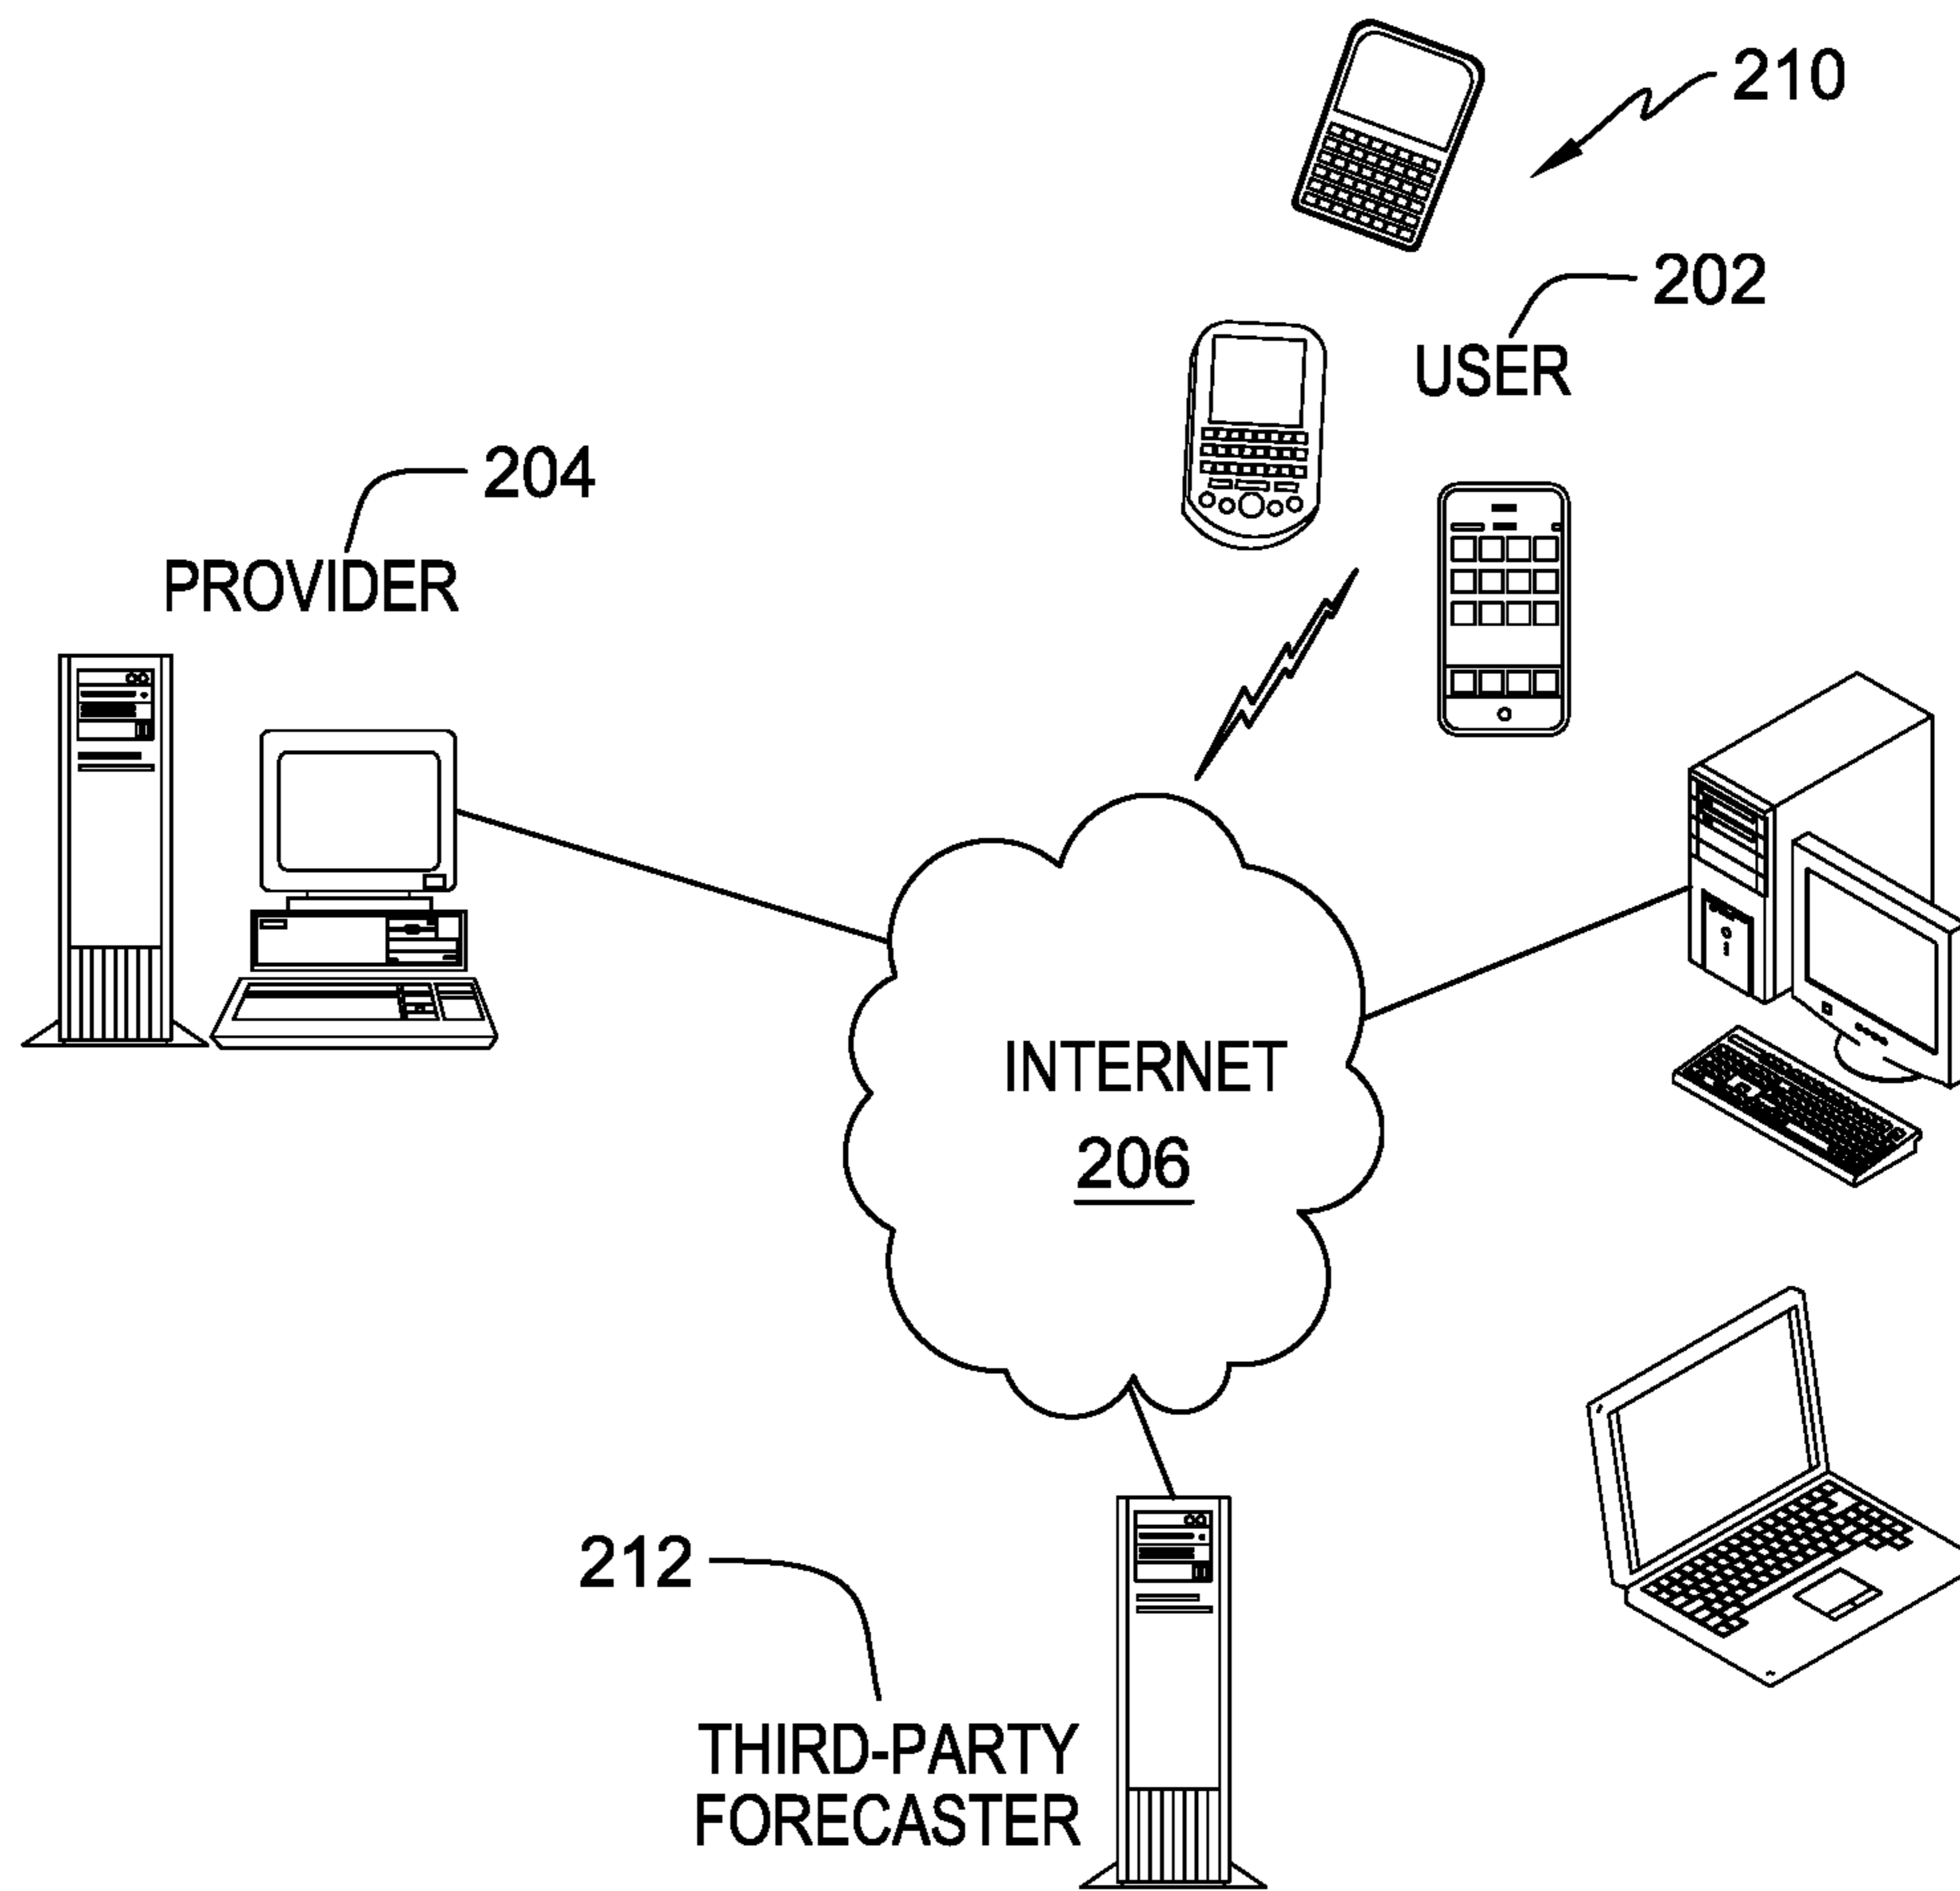 210
202
USER
204
PROVIDER
INTERNET
206
212
THIRD-PARTY
FORECASTER